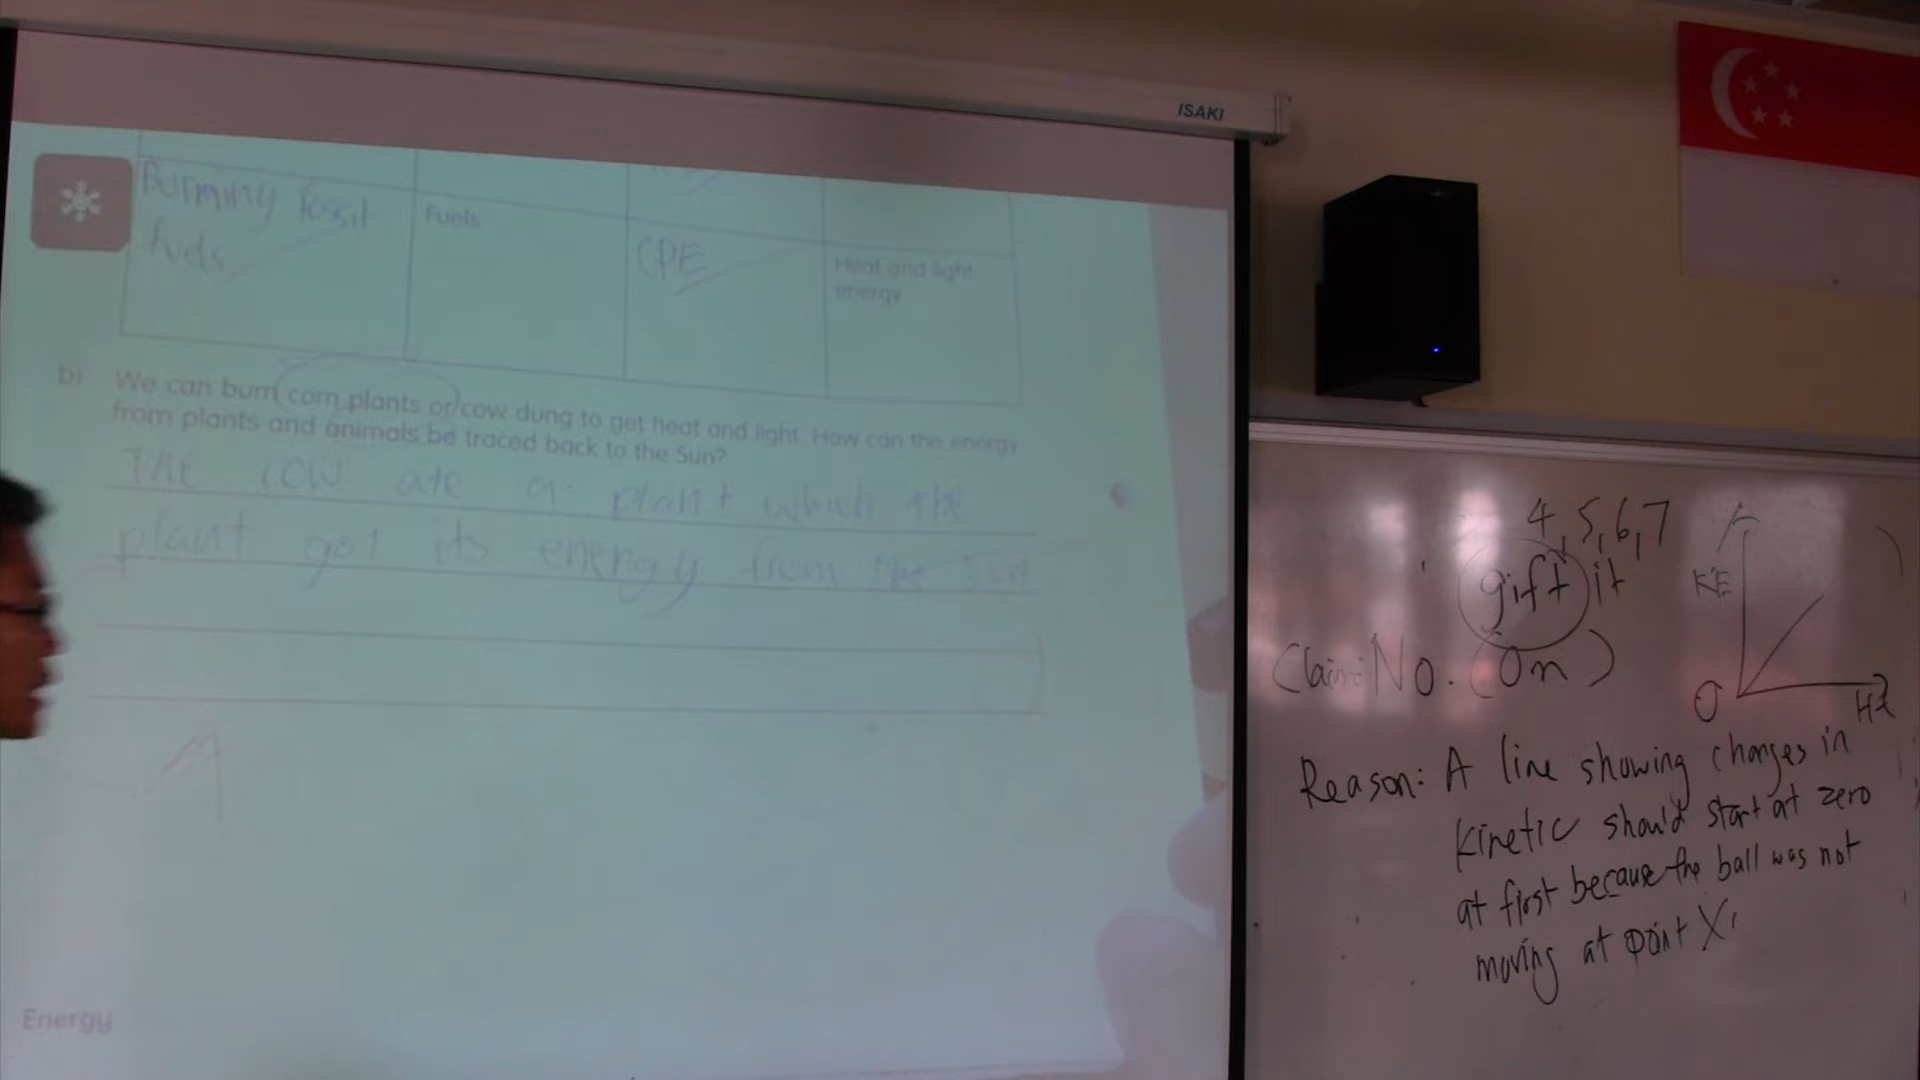 ISAKI
Burning fossil
fuels
Fuels
CPE
Heat and light
energy
b) We can burn corn plants or cow dung to get heat and light. How can the energy
from plants and animals be traced back to the Sun?
The cow ate a plant which the
plant got its energy from the Sun
Energy
4, 5, 6, 7
gift it
Claim: No. (On)
KE
O
Reason: A line showing changes in
kinetic should start at zero
at first because the ball was not
moving at point X.